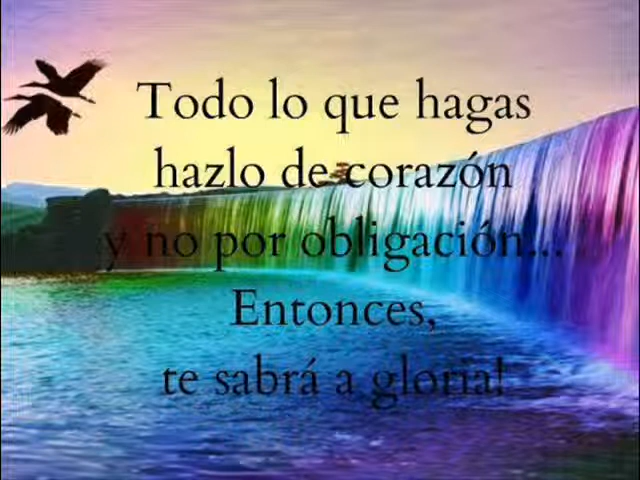 Todo lo que hagas
hazlo de corazón
y no por obligación...
Entonces,
te sabrá a gloria!